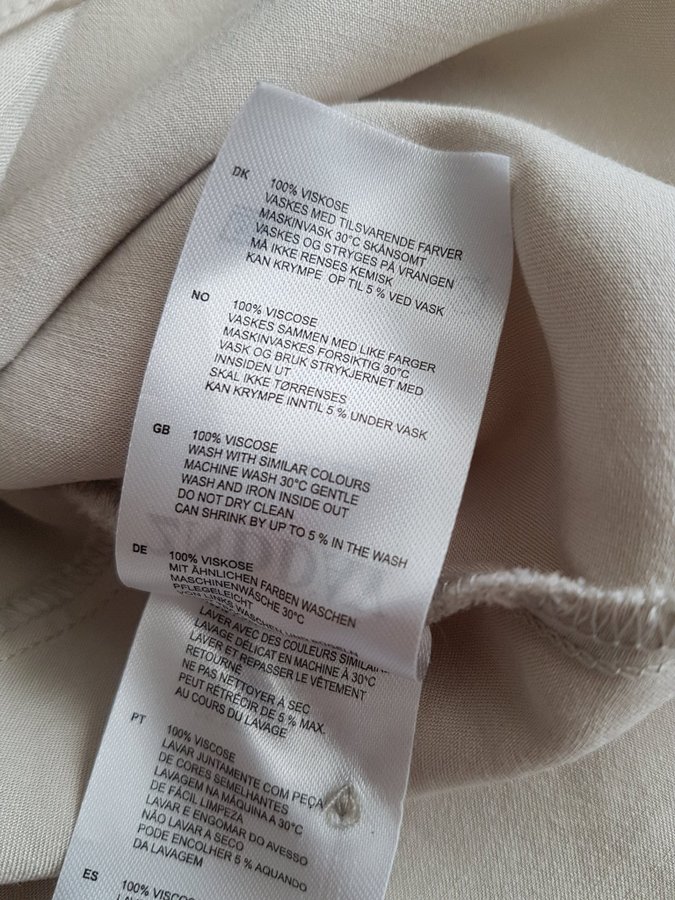 DK
100% VISKOSE
VASKES MED TILSVARENDE FARVER
MASKINVASK 30°C SKÅNSOMT
VASKES OG STRYGES PÅ VRANGEN
MÅ IKKE RENSES KEMISK
KAN KRYMPE OP TIL 5 % VED VASK
NO
100% VISCOSE
VASKES SAMMEN MED LIKE FARGER
MASKINVASKES FORSIKTIG 30°C
VASK OG BRUK STRYKJERNET MED
INNSIDEN UT
SKAL IKKE TØRRENSES
KAN KRYMPE INNTIL 5 % UNDER VASK
GB
100% VISCOSE
WASH WITH SIMILAR COLOURS
MACHINE WASH 30°C GENTLE
WASH AND IRON INSIDE OUT
DO NOT DRY CLEAN
CAN SHRINK BY UP TO 5 % IN THE WASH
DE
100% VISKOSE
MIT ÄHNLICHEN FARBEN WASCHEN
MASCHINENWÄSCHE 30°C
PFLEGELEICHT
VON LINKS WASCHEN UND BÜGELN
LAVER AVEC DES COULEURS SIMILAIR
LAVAGE DÉLICAT EN MACHINE À 30°C
LAVER ET REPASSER LE VÊTEMENT
RETOURNÉ
NE PAS NETTOYER À SEC
PEUT RÉTRÉCIR DE 5 % MAX.
AU COURS DU LAVAGE
PT
100% VISCOSE
LAVAR JUNTAMENTE COM PEÇA
DE CORES SEMELHANTES
LAVAGEM NA MÁQUINA A 30°C
DE FÁCIL LIMPEZA
LAVAR E ENGOMAR DO AVESSO
NÃO LAVAR A SECO
PODE ENCOLHER 5 % AQUANDO
DA LAVAGEM
ES
100% VISCOSE